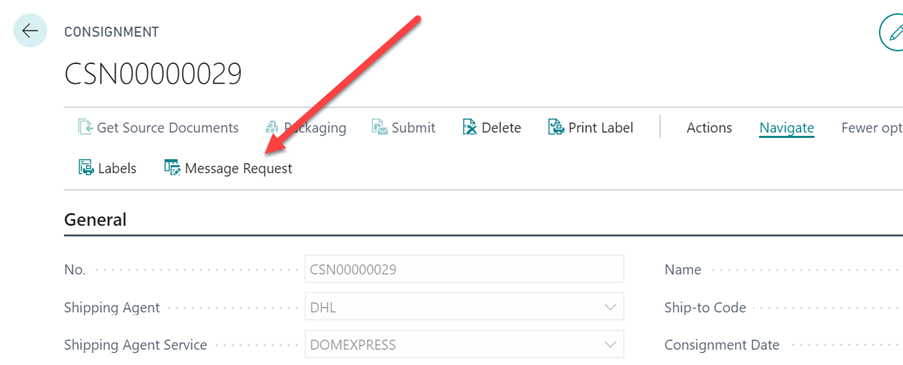 CONSIGNMENT
CSN00000029
Get Source Documents Packaging Submit Delete Print Label Actions Navigate Fewer opt
Labels Message Request
General
No. CSN00000029 Name
Shipping Agent DHL Ship-to Code
Shipping Agent Service DOMEXPRESS Consignment Date